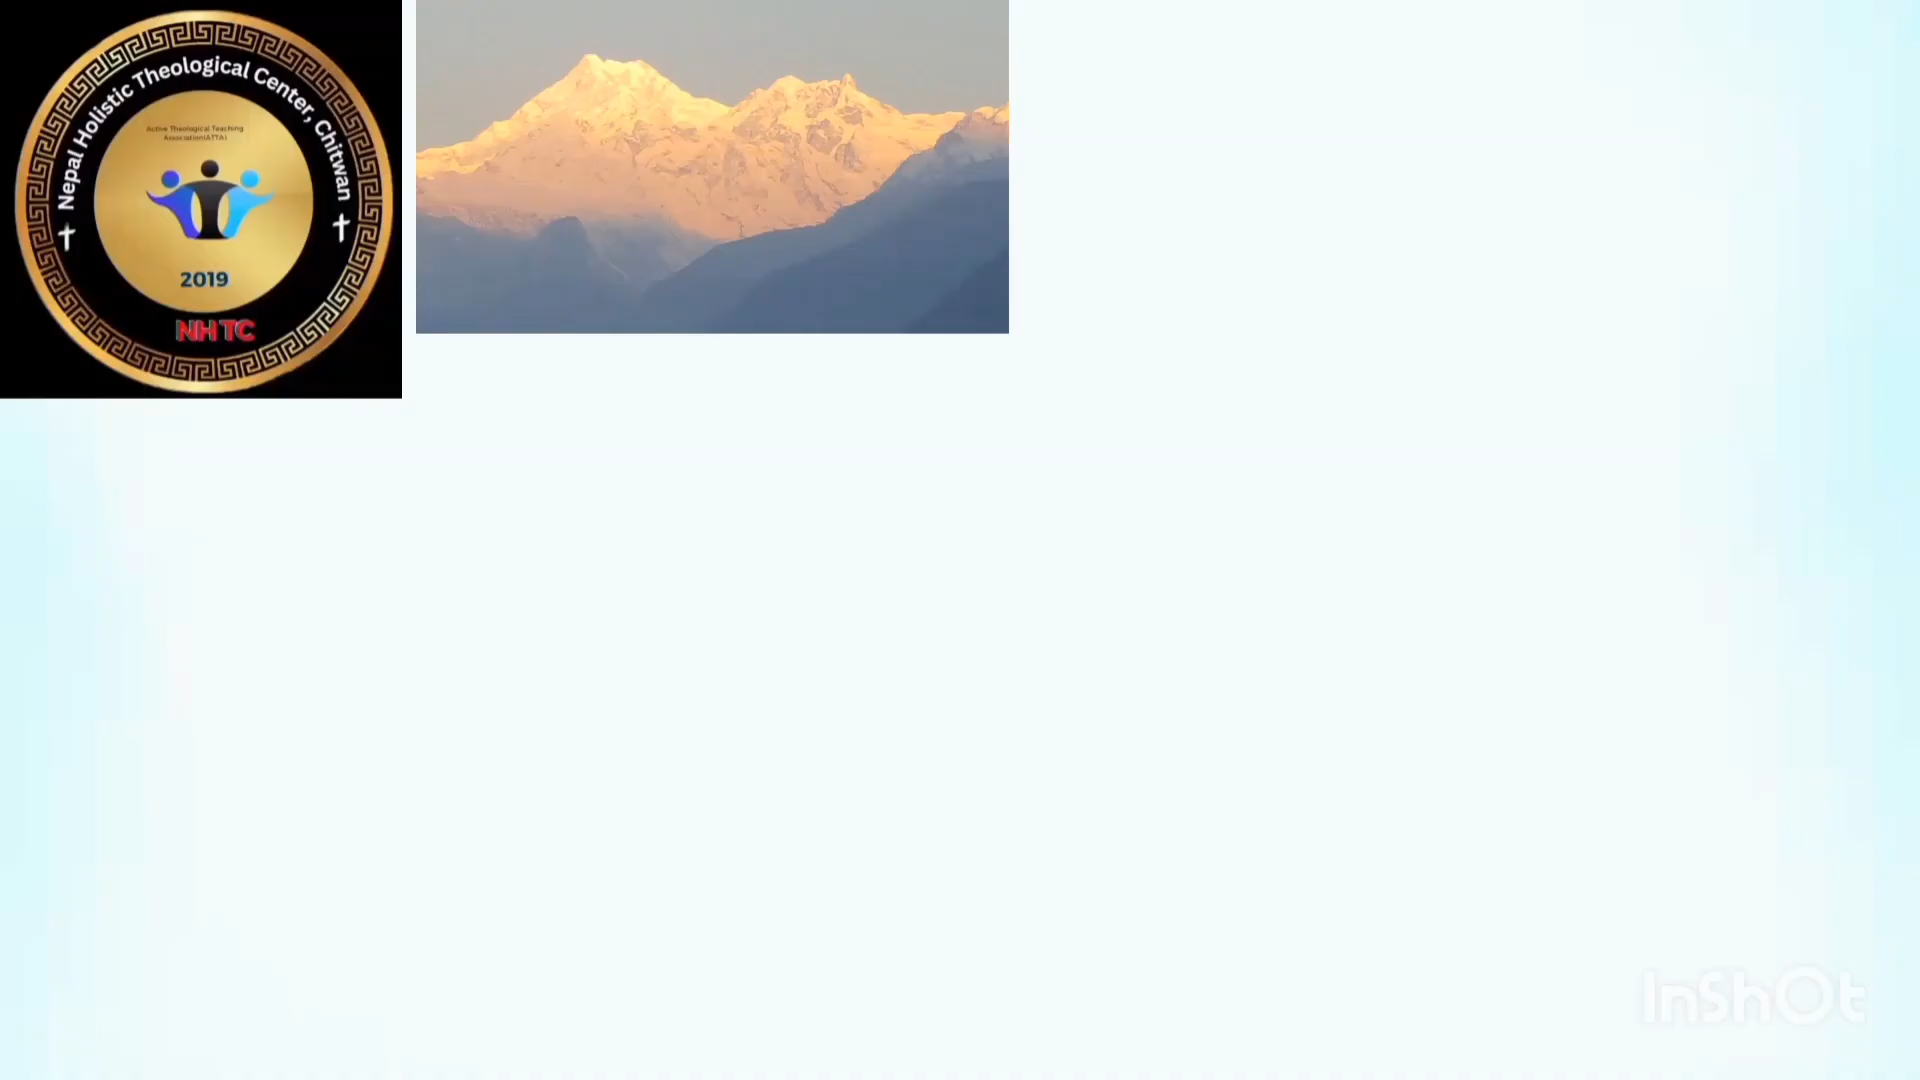 Nepal Holistic Theological Center, Chitwan
Active Theological Teaching
Association(ATTA)
2019
NHTC
InShOt